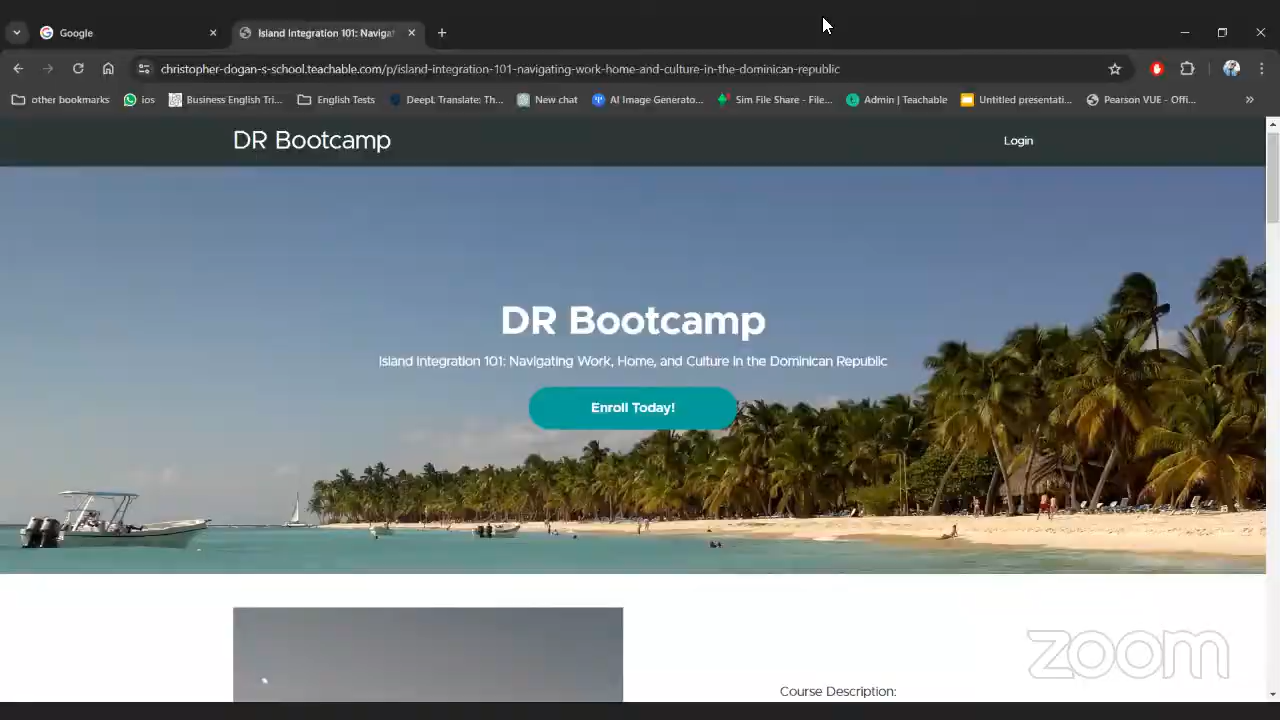 Google
Island Integration 101: Naviga
christopher-dogan-s-school.teachable.com/p/island-integration-101-navigating-work-home-and-culture-in-the-dominican-republic
other bookmarks
ios
Business English Tri...
English Tests
DeepL Translate: Th...
New chat
AI Image Generato...
Sim File Share - File...
Admin | Teachable
Untitled presentati...
Pearson VUE - Offi...
DR Bootcamp
Login
DR Bootcamp
Island Integration 101: Navigating Work, Home, and Culture in the Dominican Republic
Enroll Today!
Course Description:
zoom